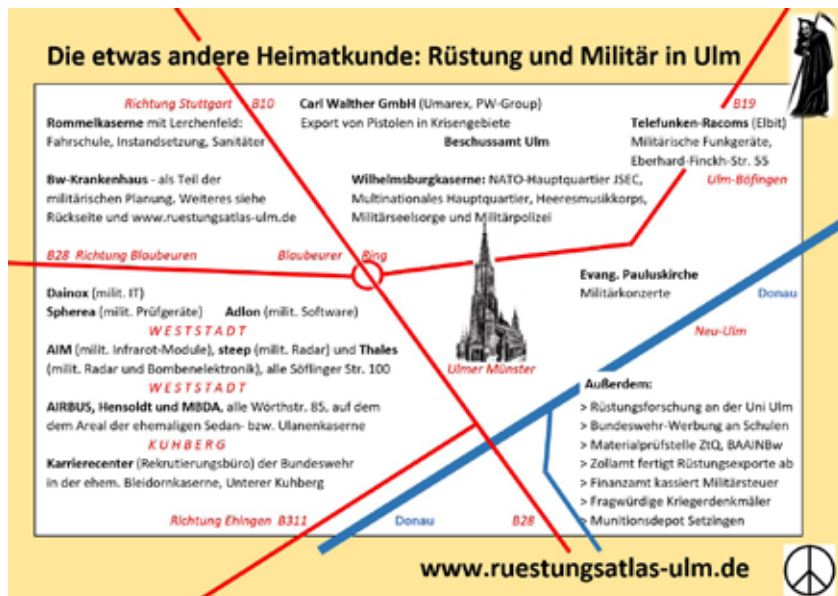 Die etwas andere Heimatkunde: Rüstung und Militär in Ulm
Richtung Stuttgart B10
Rommelkaserne mit Lerchenfeld:
Fahrschule, Instandsetzung, Sanitäter
Carl Walther GmbH (Umarex, PW-Group)
Export von Pistolen in Krisengebiete
Beschussamt Ulm
B19
Telefunken-Racoms (Elbit)
Militärische Funkgeräte,
Eberhard-Finckh-Str. 55
Ulm-Böfingen
Bw-Krankenhaus - als Teil der
militärischen Planung. Weiteres siehe
Rückseite und www.ruestungsatlas-ulm.de
Wilhelmsburgkaserne: NATO-Hauptquartier JSEC,
Multinationales Hauptquartier, Heeresmusikkorps,
Militärseelsorge und Militärpolizei
B28 Richtung Blaubeuren
Blaubeurer Ring
Evang. Pauluskirche
Militärkonzerte
Donau
Neu-Ulm
Dainox (milit. IT)
Spherea (milit. Prüfgeräte) Adlon (milit. Software)
WESTSTADT
AIM (milit. Infrarot-Module), steep (milit. Radar) und Thales
(milit. Radar und Bombenelektronik), alle Söflinger Str. 100
WESTSTADT
AIRBUS, Hensoldt und MBDA, alle Wörthstr. 85, auf dem
dem Areal der ehemaligen Sedan- bzw. Ulanenkaserne
KUHBERG
Karrierecenter (Rekrutierungsbüro) der Bundeswehr
in der ehem. Bleidornkaserne, Unterer Kuhberg
Ulmer Münster
Außerdem:
> Rüstungsforschung an der Uni Ulm
> Bundeswehr-Werbung an Schulen
> Materialprüfstelle ZtQ, BAAINBw
> Zollamt fertigt Rüstungsexporte ab
> Finanzamt kassiert Militärsteuer
> Fragwürdige Kriegerdenkmäler
> Munitionsdepot Setzingen
Richtung Ehingen B311
Donau
B28
www.ruestungsatlas-ulm.de